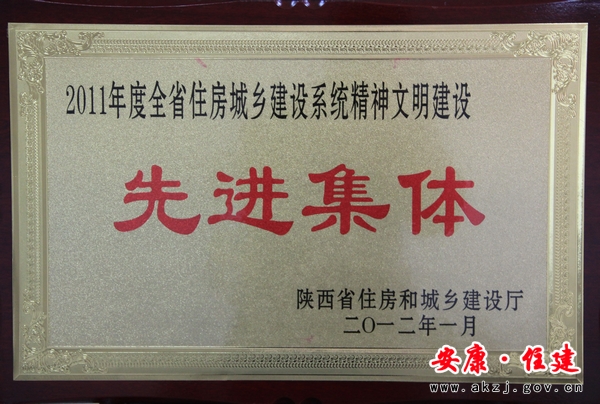 2011年度全省住房城乡建设系统精神文明建设
先进集体
陕西省住房和城乡建设厅
二〇一二年一月
安康·住建
www.akzj.gov.cn